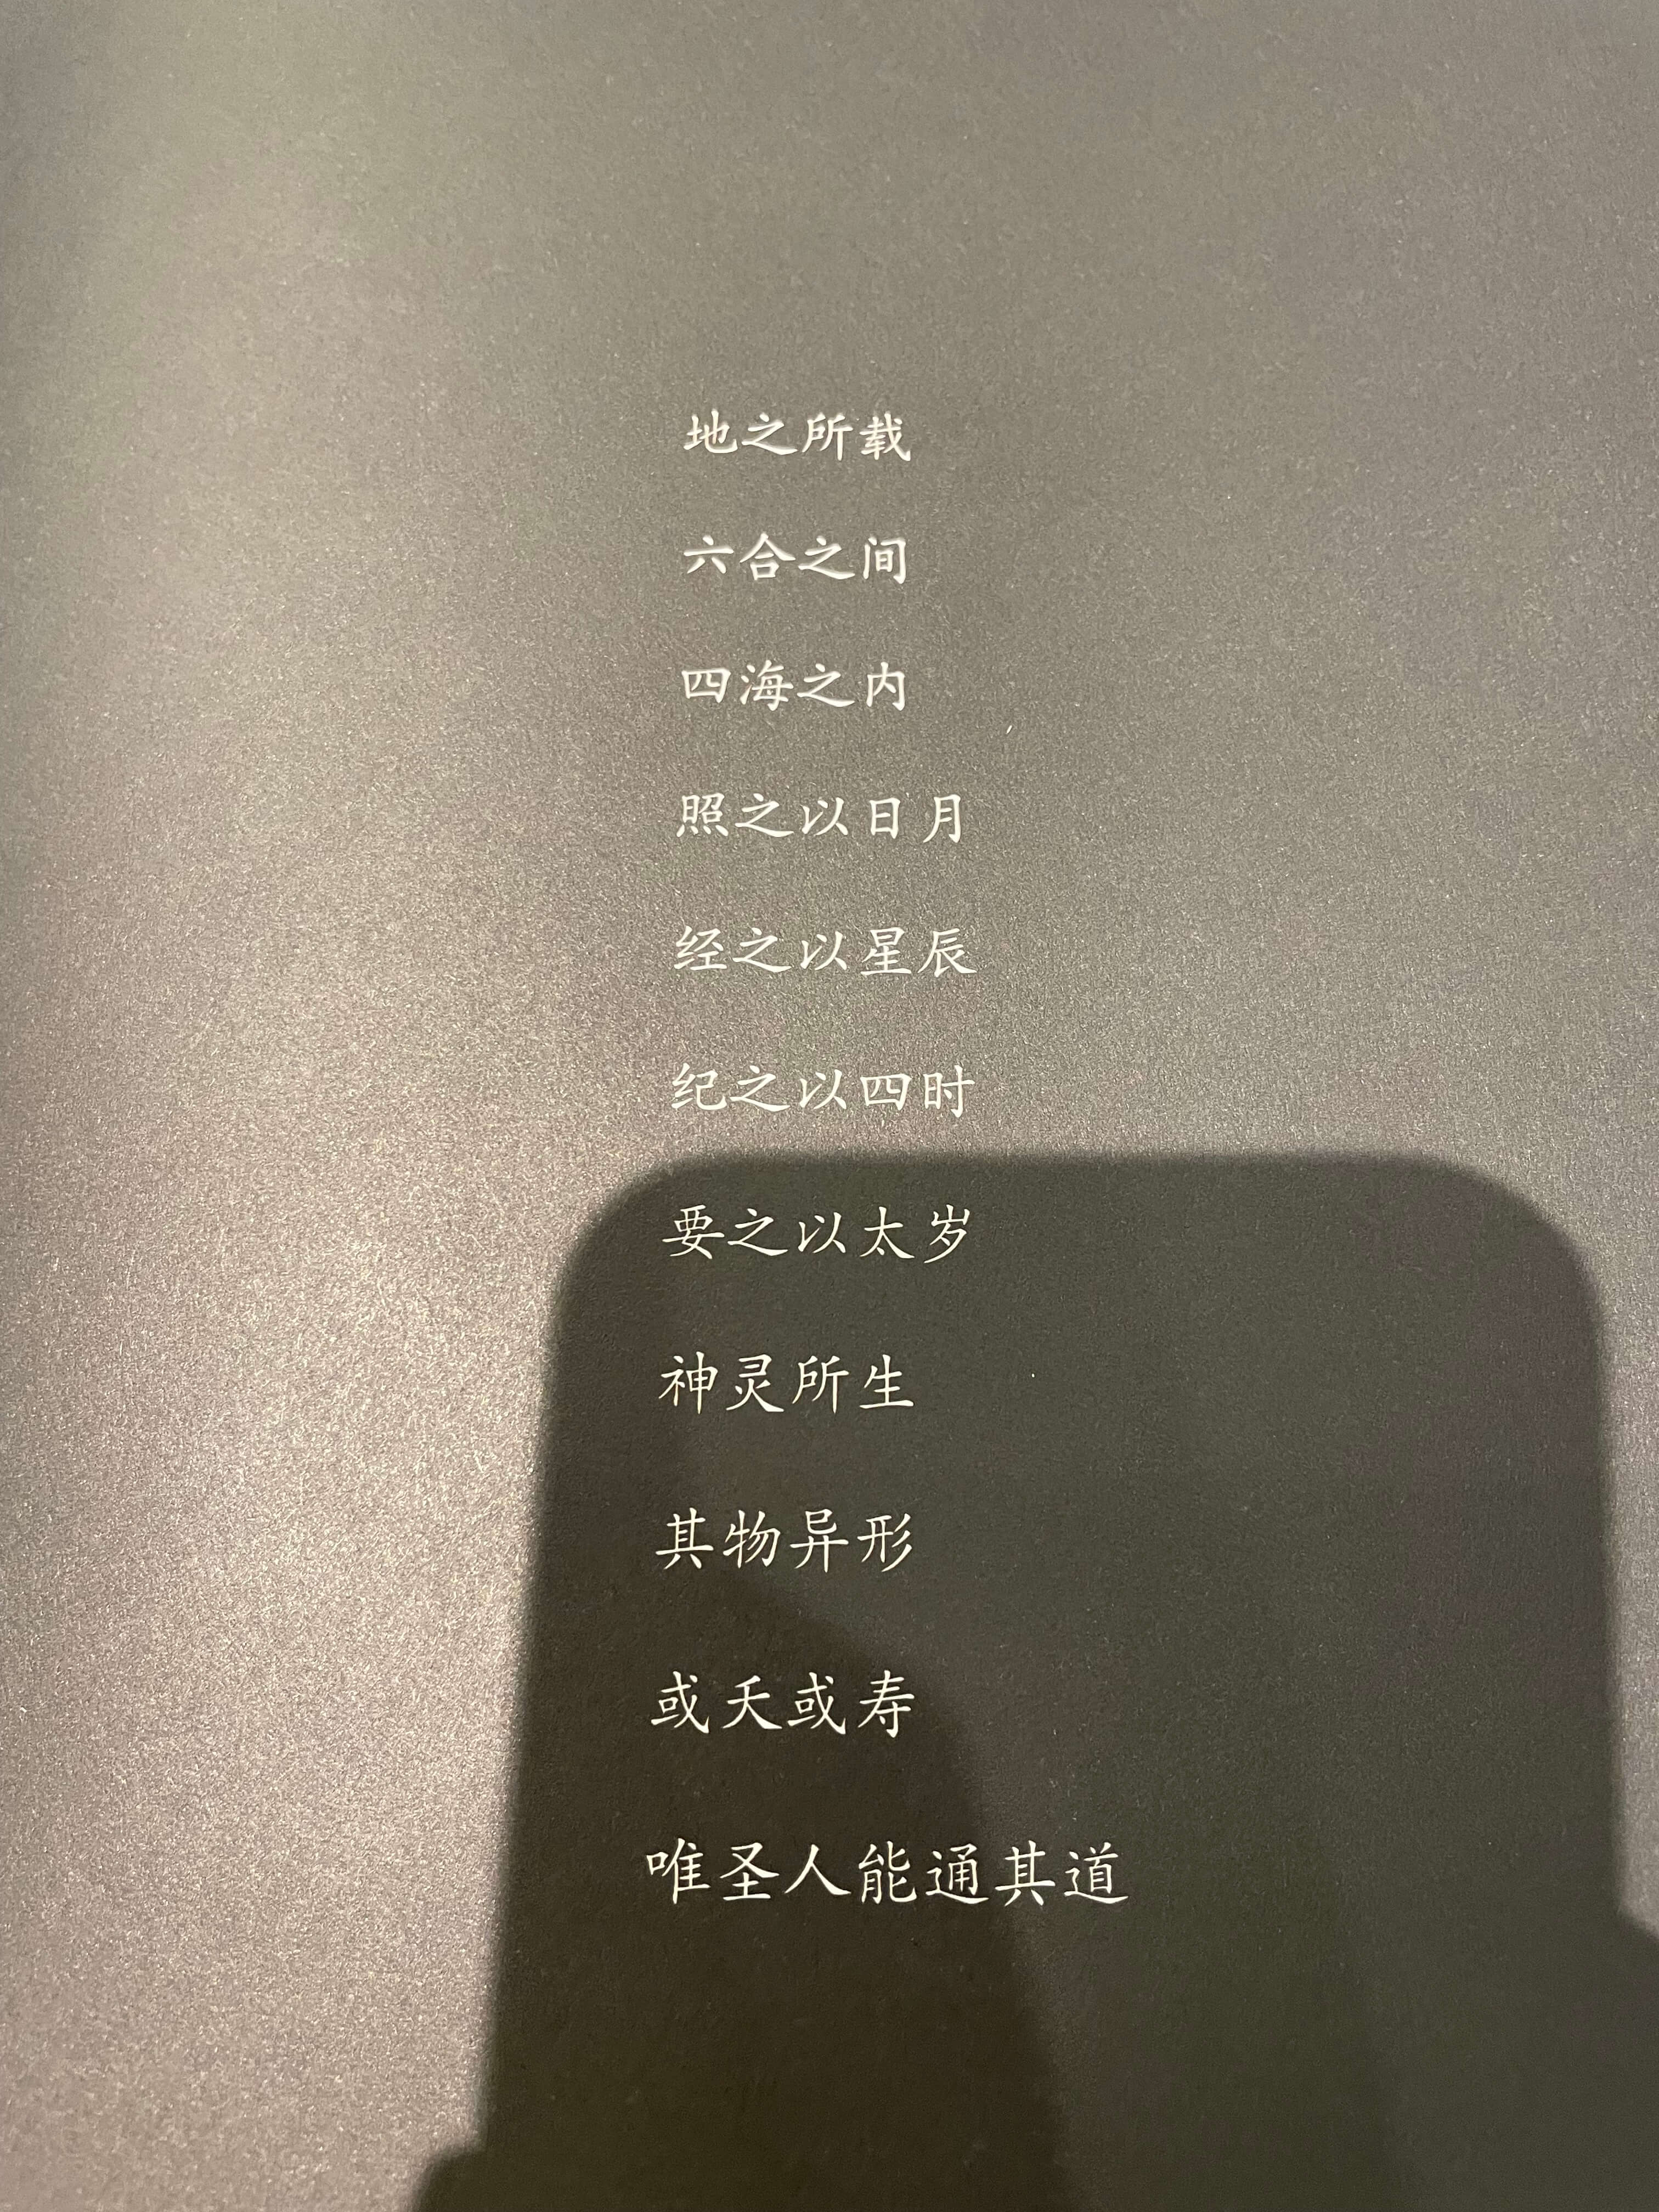 地之所载
六合之间
四海之内
照之以日月
经之以星辰
纪之以四时
要之以太岁
神灵所生
其物异形
或夭或寿
唯圣人能通其道